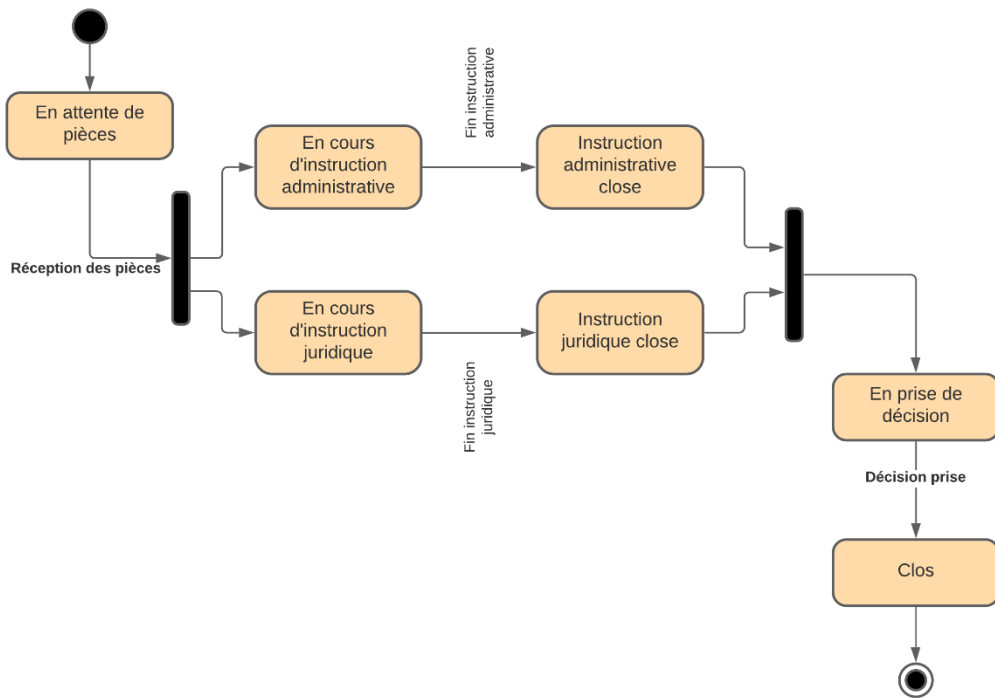 En attente de
pièces
Réception des pièces
En cours
d'instruction
administrative
Fin instruction
administrative
Instruction
administrative
close
En cours
d'instruction
juridique
Fin instruction
juridique
Instruction
juridique close
En prise de
décision
Décision prise
Clos